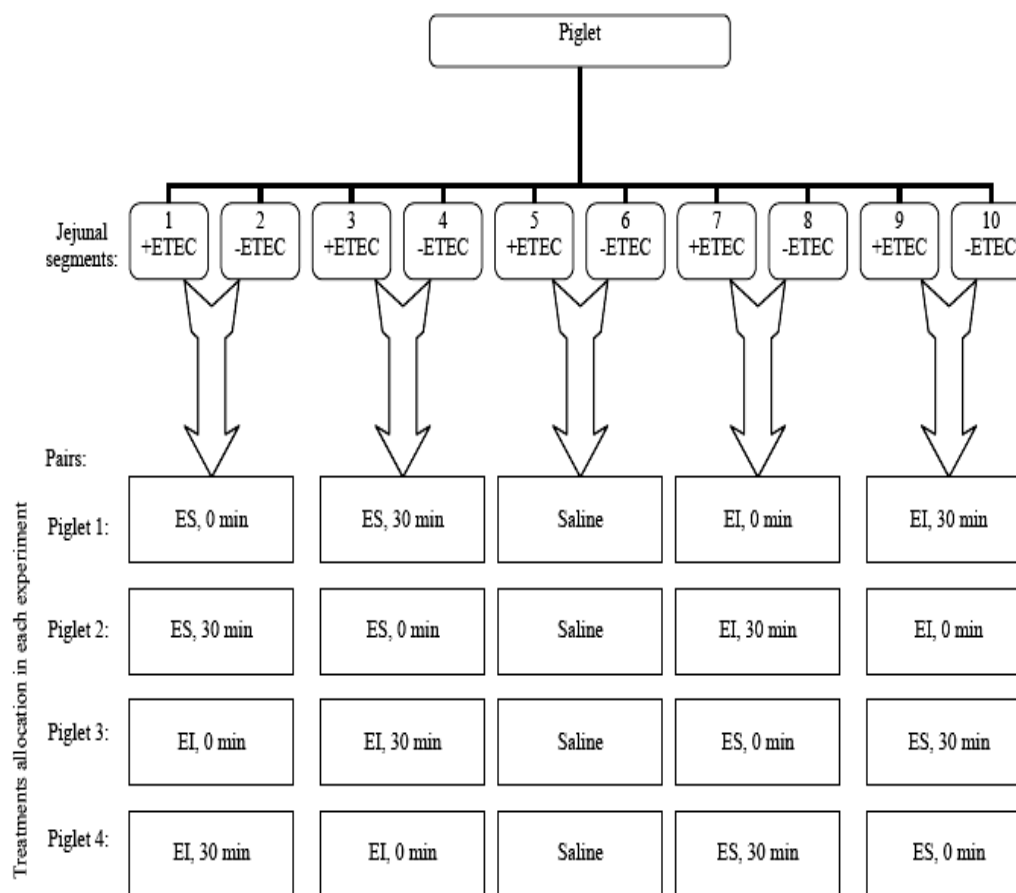 Piglet
Jejunal
segments:
1
+ETEC
2
-ETEC
3
+ETEC
4
-ETEC
5
+ETEC
6
-ETEC
7
+ETEC
8
-ETEC
9
+ETEC
10
-ETEC
Pairs:
Treatments allocation in each experiment
Piglet 1:
ES, 0 min
ES, 30 min
Saline
EI, 0 min
EI, 30 min
Piglet 2:
ES, 30 min
ES, 0 min
Saline
EI, 30 min
EI, 0 min
Piglet 3:
EI, 0 min
EI, 30 min
Saline
ES, 0 min
ES, 30 min
Piglet 4:
EI, 30 min
EI, 0 min
Saline
ES, 30 min
ES, 0 min